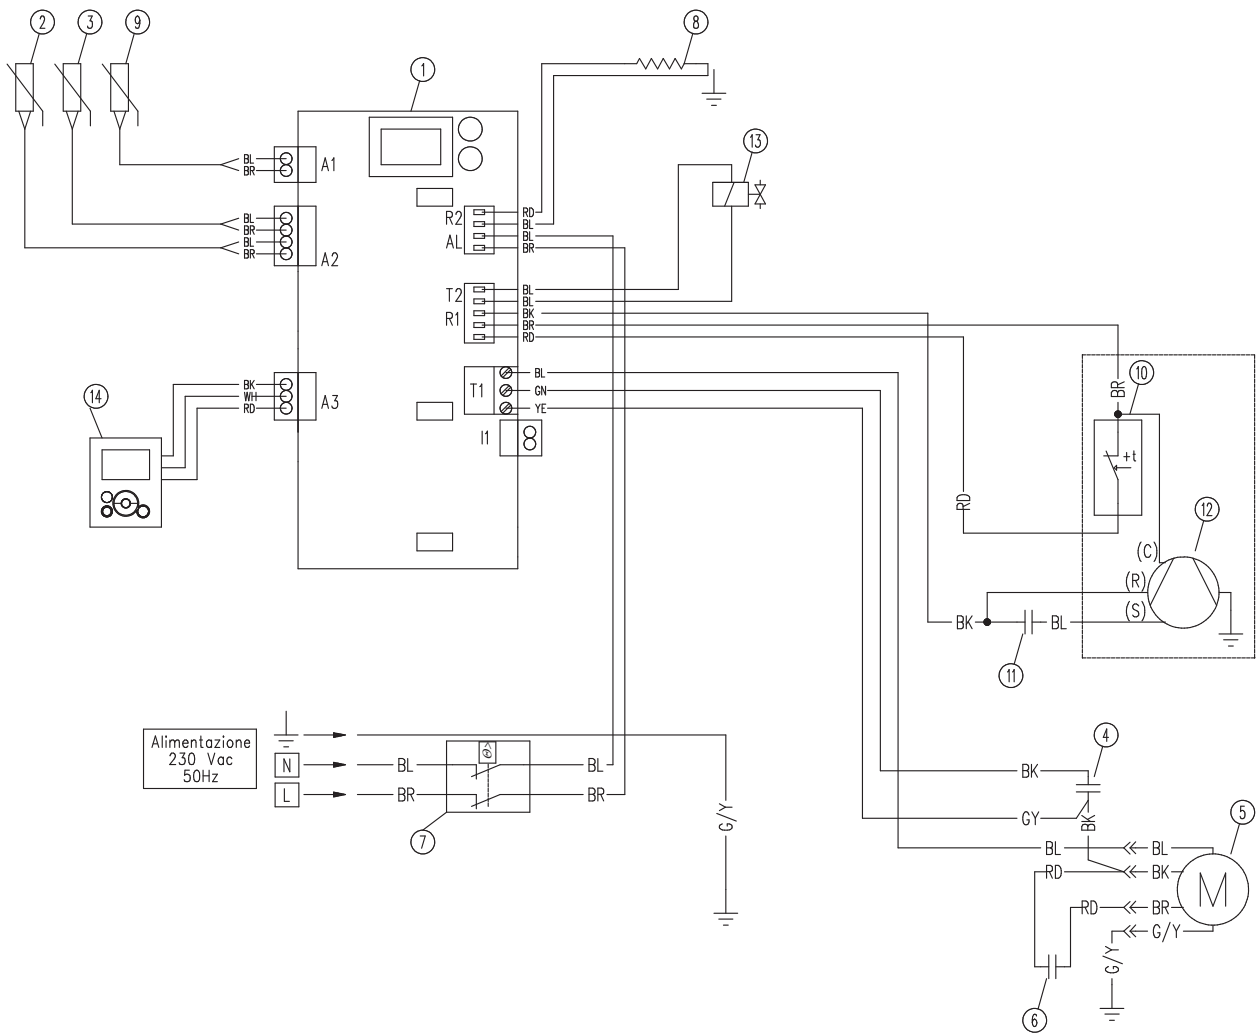 2
3
9
8
1
13
BL
BR
A1
BL
BR
BL
BR
A2
R2
AL
RD
BL
BL
BR
T2
R1
BL
BL
BK
BR
RD
BK
WH
RD
A3
14
T1
BL
GN
YE
I1
BR
10
+t
RD
12
(C)
(R)
(S)
BK
BL
11
Alimentazione
230 Vac
50Hz
N
L
BL
BR
BL
BR
7
G/Y
4
BK
GY
BK
5
BL
BL
RD
BK
M
RD
BR
G/Y
G/Y
6